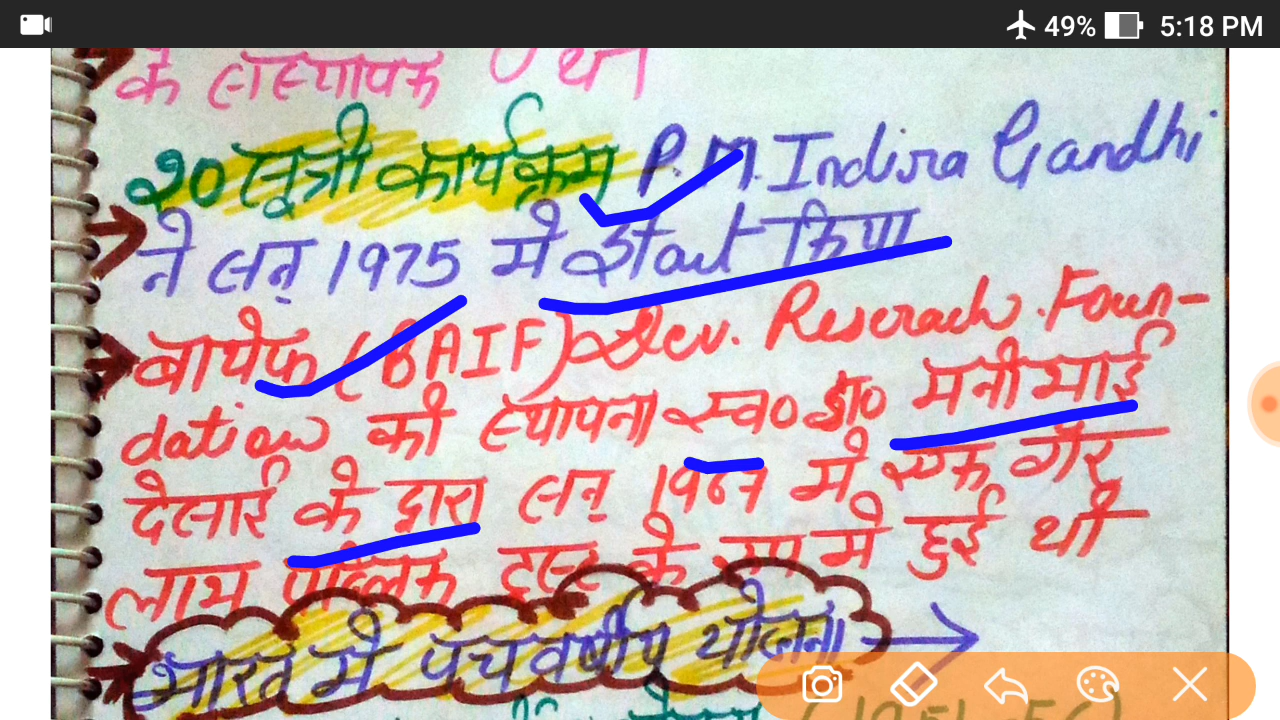 49% 5:18 PM
के संस्थापक थे
20 सूत्री कार्यक्रम P.M. Indira Gandhi
ने सन् 1975 में Start किया
बायेफ (BAIF) Dev. Reserach. Foun-
dation की स्थापना स्व० डा० मनीभाई
देसाई के द्वारा सन् 1967 में एक गैर
लाभ पब्लिक ट्रस्ट के रूप में हुई थी
भारत में पंचवर्षीय योजना →